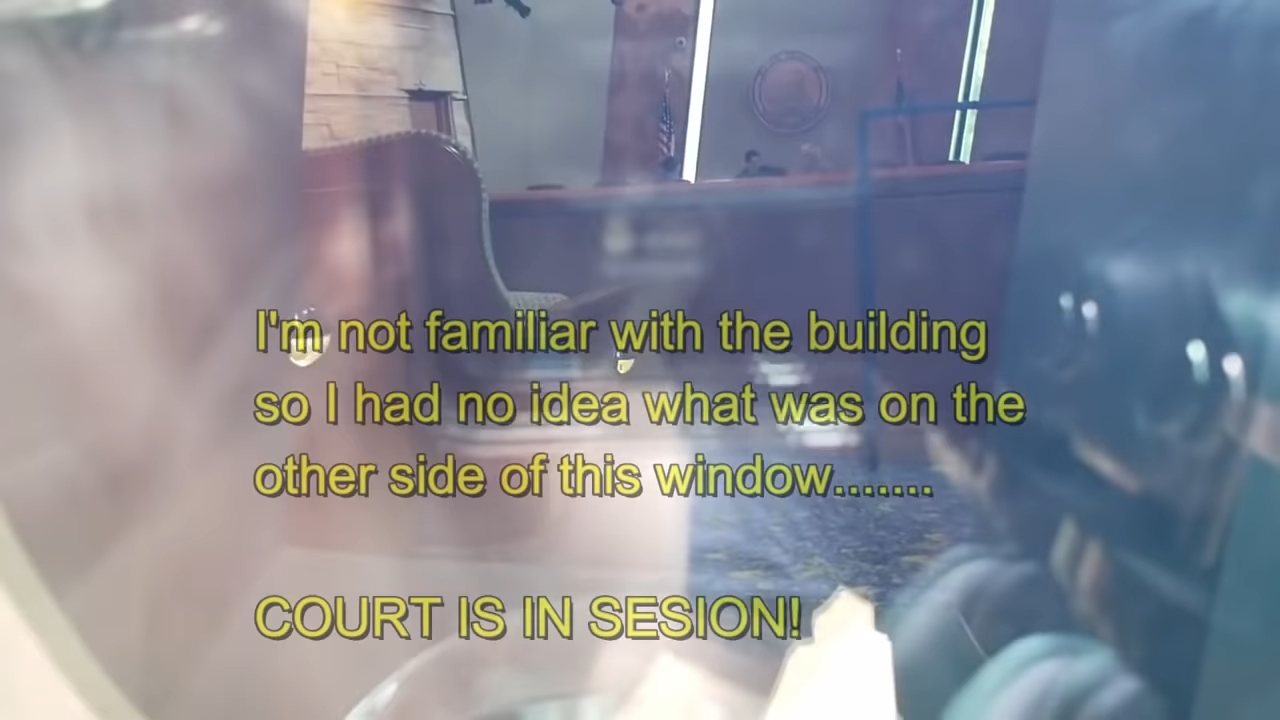 I'm not familiar with the building
so I had no idea what was on the
other side of this window.......
COURT IS IN SESION!